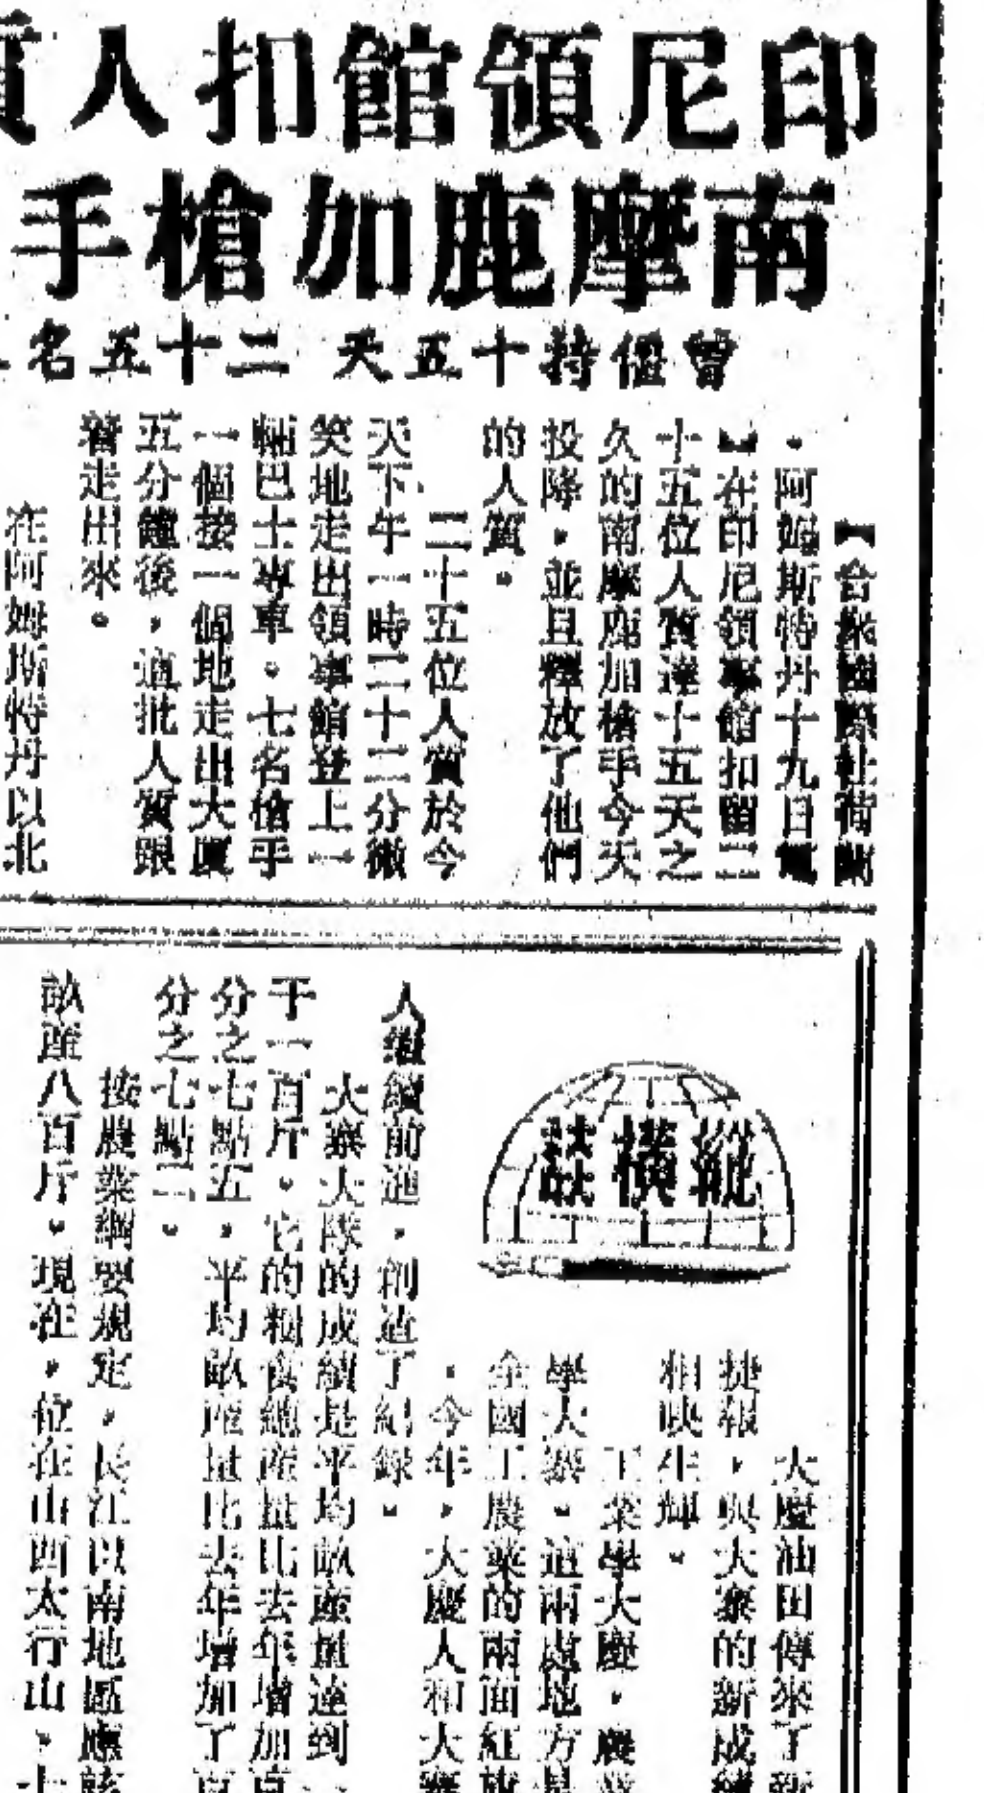 印尼領館扣人質
南摩鹿加槍手
曾僵持十五天 二十五名
【合衆國際社荷蘭
・阿姆斯特丹十九日電
】在印尼領事館扣留二
十五位人質達十五天之
久的南摩鹿加槍手今天
投降，並且釋放了他們
的人質。
二十五位人質於今
天下午一時二十三分微
笑地走出領事館登上一
輛巴士專車。七名槍手
一個接一個地走出大廈
五分鐘後，這批人質跟
着走出來。
在阿姆斯特丹以北
縱橫談
大慶油田傳來了新
捷報，與大寨的新成績
相映生輝。
工業學大慶，農業
學大寨。這兩處地方是
全國工農業的兩面紅旗
。今年，大慶人和大寨
人繼續前進，創造了紀錄。
大寨大隊的成績是平均畝產量達到一
千一百斤。它的糧食總產量比去年增加百
分之七點五，平均畝產量比去年增加了百
分之七點二。
按農業綱要規定，長江以南地區應該
畝產八百斤。現在，位在山西太行山，